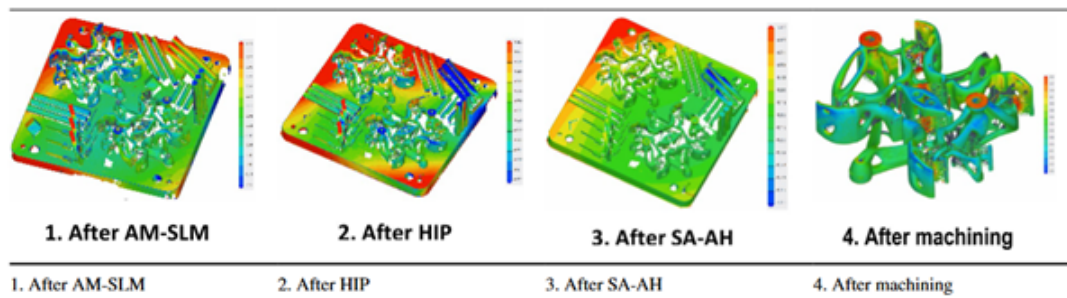 1. After AM-SLM
2. After HIP
3. After SA-AH
4. After machining
1. After AM-SLM
2. After HIP
3. After SA-AH
4. After machining